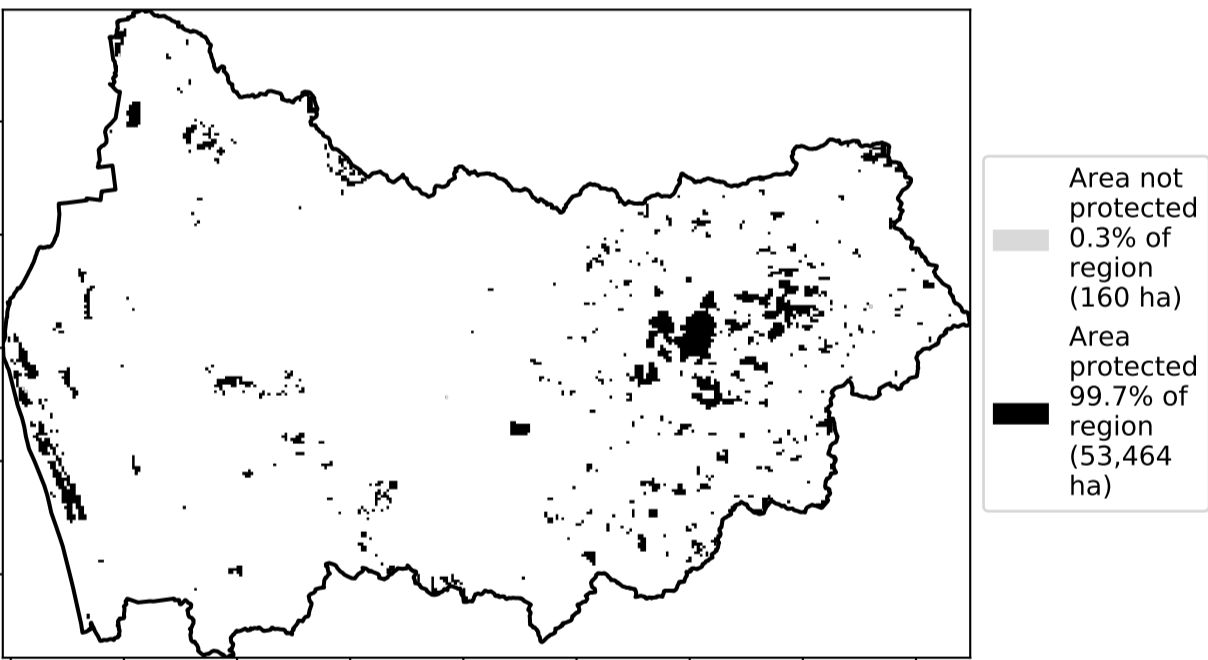 Area not
protected
0.3% of
region
(160 ha)
Area
protected
99.7% of
region
(53,464
ha)